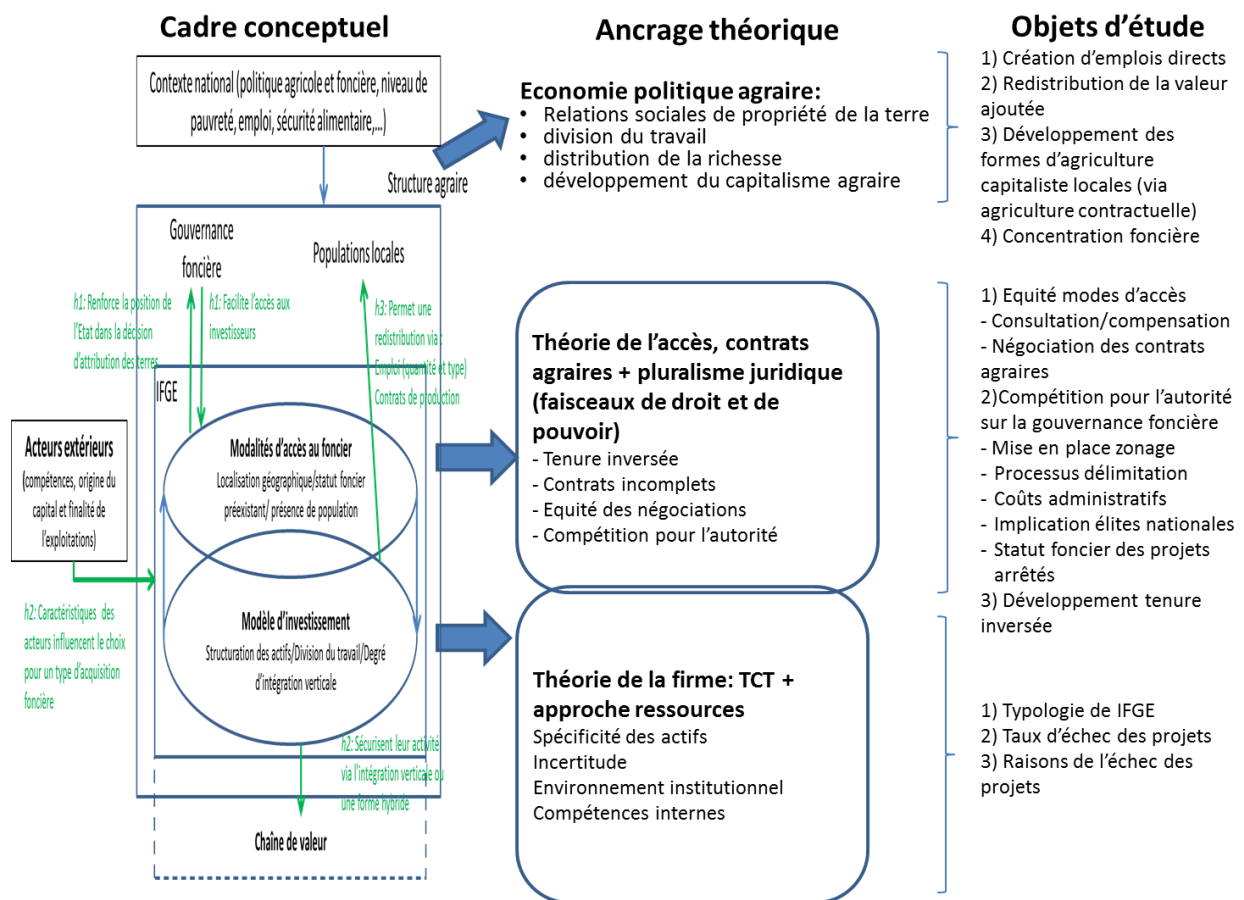 Cadre conceptuel
Contexte national (politique agricole et foncière, niveau de
pauvreté, emploi, sécurité alimentaire,...)
Structure agraire
Gouvernance
foncière
Populations locales
h1: Renforce la position de
l'Etat dans la décision
d'attribution des terres
h1: Facilite l'accès aux
investisseurs
h3: Permet une
redistribution via :
Emploi (quantité et type)
Contrats de production
IFGE
Acteurs extérieurs
(compétences, origine du
capital et finalité de
l'exploitations)
Modalités d'accès au foncier
Localisation géographique/statut foncier
préexistant/ présence de population
h2: Caractéristiques des
acteurs influencent le choix
pour un type d'acquisition
foncière
Modèle d'investissement
Structuration des actifs/Division du travail/Degré
d'intégration verticale
h2: Sécurisent leur activité
via l'intégration verticale ou
une forme hybride
Chaîne de valeur
Ancrage théorique
Economie politique agraire:
• Relations sociales de propriété de la terre
• division du travail
• distribution de la richesse
• développement du capitalisme agraire
Théorie de l'accès, contrats
agraires + pluralisme juridique
(faisceaux de droit et de
pouvoir)
- Tenure inversée
- Contrats incomplets
- Equité des négociations
- Compétition pour l'autorité
Théorie de la firme: TCT +
approche ressources
Spécificité des actifs
Incertitude
Environnement institutionnel
Compétences internes
Objets d'étude
1) Création d'emplois directs
2) Redistribution de la valeur
ajoutée
3) Développement des
formes d'agriculture
capitaliste locales (via
agriculture contractuelle)
4) Concentration foncière
1) Equité modes d'accès
- Consultation/compensation
- Négociation des contrats
agraires
2)Compétition pour l'autorité
sur la gouvernance foncière
- Mise en place zonage
- Processus délimitation
- Coûts administratifs
- Implication élites nationales
- Statut foncier des projets
arrêtés
3) Développement tenure
inversée
1) Typologie de IFGE
2) Taux d'échec des projets
3) Raisons de l'échec des
projets